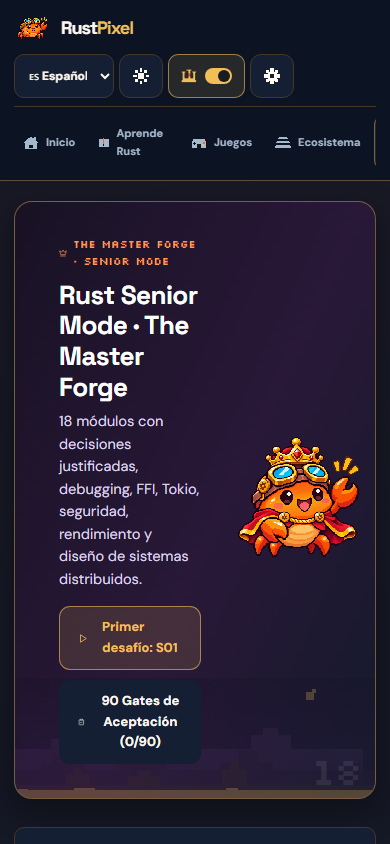 RustPixel
ES Español
Inicio
Aprende
Rust
Juegos
Ecosistema
THE MASTER FORGE
· SENIOR MODE
Rust Senior
Mode · The
Master
Forge
18 módulos con
decisiones
justificadas,
debugging, FFI, Tokio,
seguridad,
rendimiento y
diseño de sistemas
distribuidos.
Primer
desafío: S01
90 Gates de
Aceptación
(0/90)
18